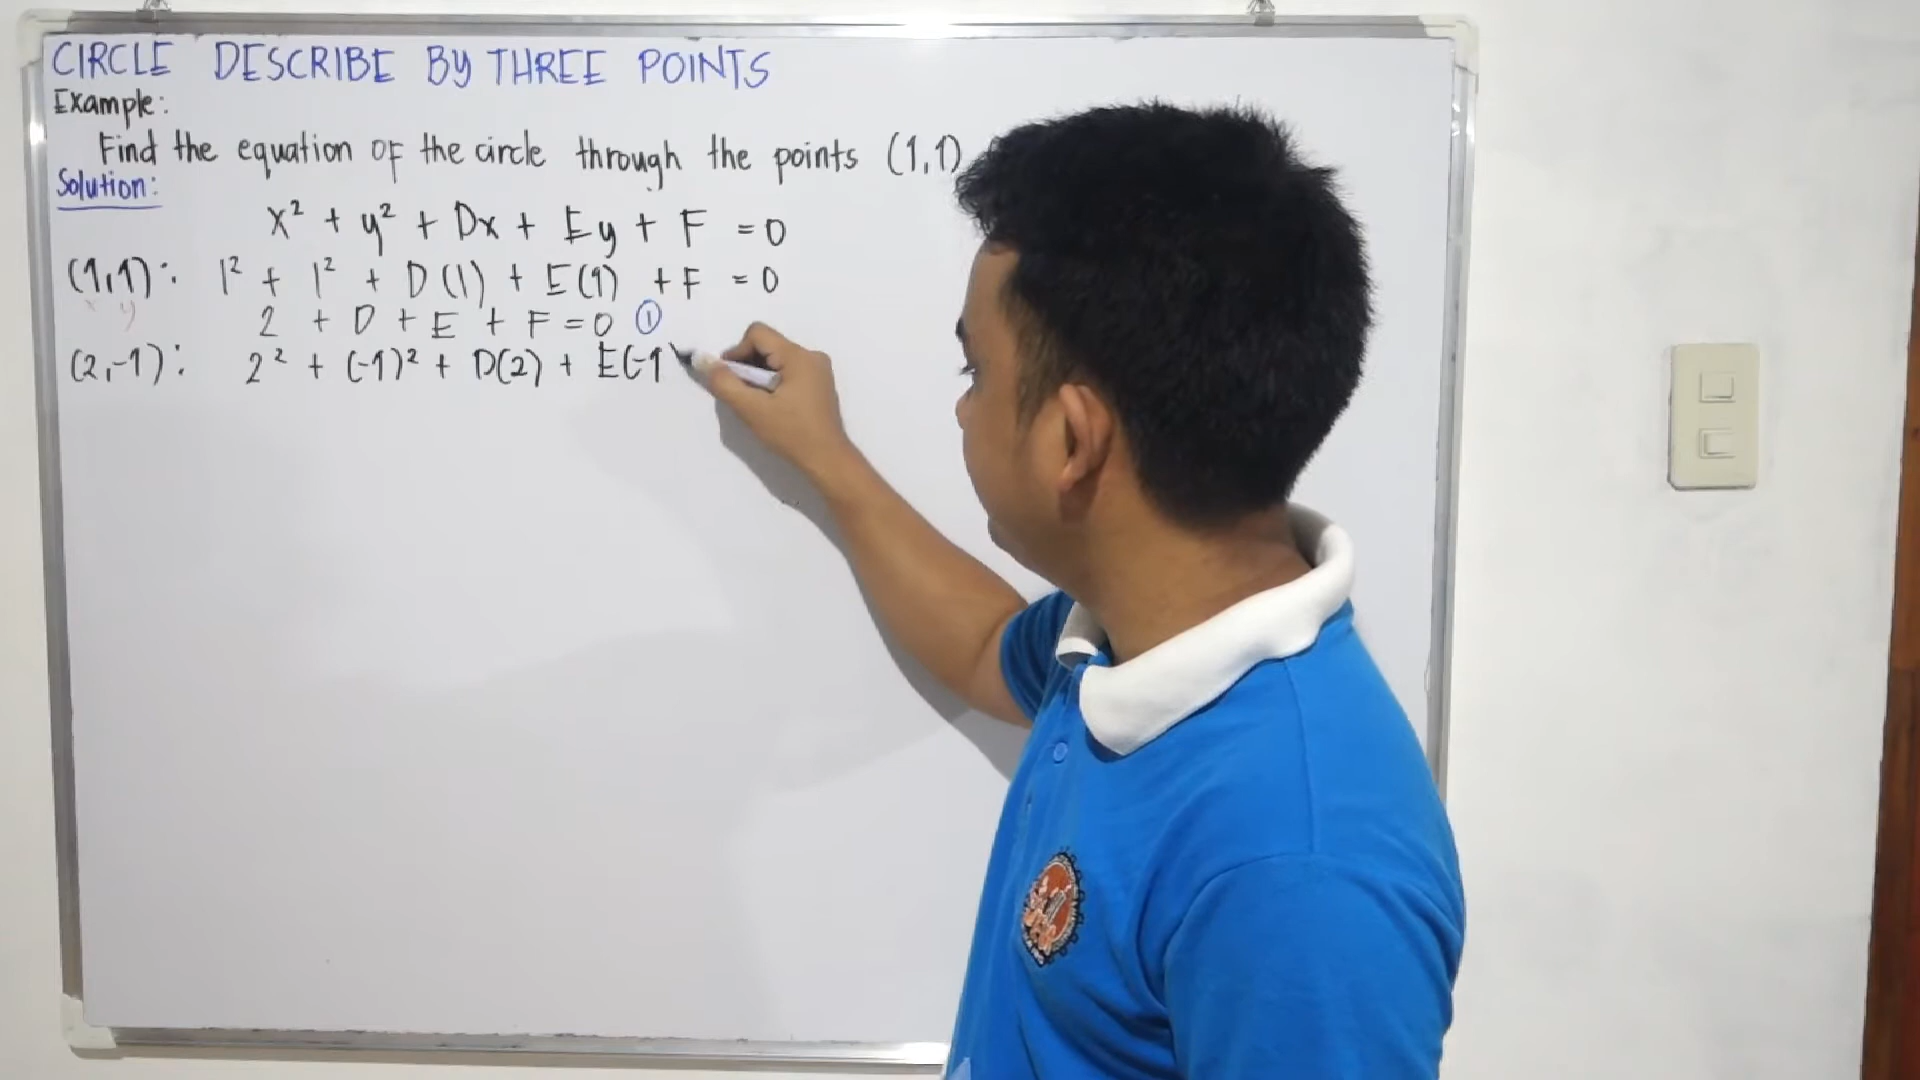 CIRCLE DESCRIBE BY THREE POINTS
Example:
Find the equation of the circle through the points (1,1)
Solution:
x² + y² + Dx + Ey + F = 0
(1,1): 1² + 1² + D(1) + E(1) + F = 0
x y
2 + D + E + F = 0 ①
(2,-1): 2² + (-1)² + D(2) + E(-1)